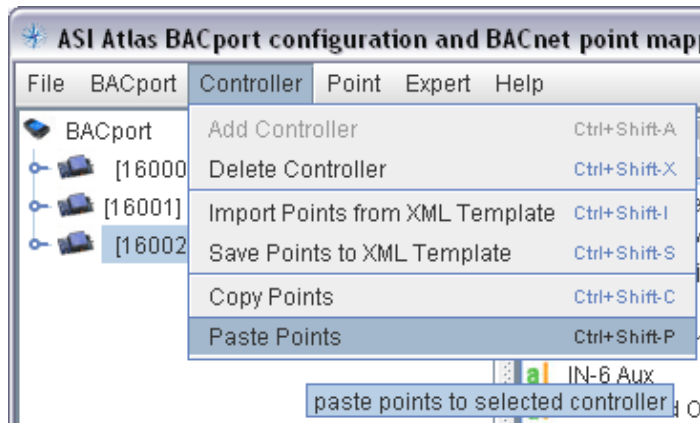 ASI Atlas BACport configuration and BACnet point
File BACport Controller Point Expert Help
BACport
[16000
[16001]
[16002
Add Controller Ctrl+Shift-A
Delete Controller Ctrl+Shift-X
Import Points from XML Template Ctrl+Shift-I
Save Points to XML Template Ctrl+Shift-S
Copy Points Ctrl+Shift-C
Paste Points Ctrl+Shift-P
IN-6 Aux
paste points to selected controller